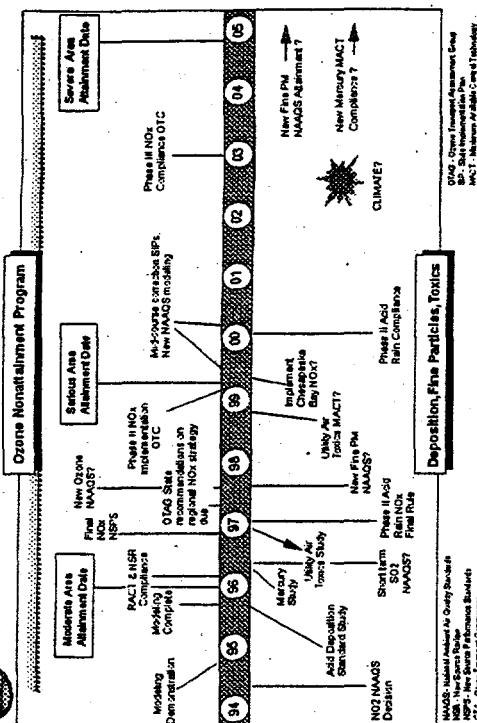 Ozone Nonattainment Program
Moderate Area
Attainment Date
Serious Area
Attainment Date
Severe Area
Attainment Date
Modeling
Demonstration
Modeling
Complete
RACT & NSR
Compliance
Final
NOx
NSPS
New Ozone
NAAQS?
OTAG State
recommendations on
regional NOx strategy
due
Phase II NOx
Implementation
OTC
Mid-course correction SIPs.
New NAAQS modeling
Phase III NOx
Compliance OTC
94
95
96
97
98
99
00
01
02
03
04
05
NO2 NAAQS
Decision
Acid Deposition
Standard Study
Mercury
Study
Utility Air
Toxics Study
Short term
SO2
NAAQS?
Phase II Acid
Rain NOx
Final Rule
New Fine PM
NAAQS?
Utility Air
Toxics MACT?
Implement
Chesapeake
Bay NOx?
Phase II Acid
Rain Compliance
CLIMATE?
New Fine PM
NAAQS Attainment ?
New Mercury MACT
Compliance ?
Deposition, Fine Particles, Toxics
NAAQS - National Ambient Air Quality Standards
NSR - New Source Review
NSPS - New Source Performance Standards
OTAG - Ozone Transport Assessment Group
SIP - State Implementation Plan
MACT - Maximum Available Control Technology